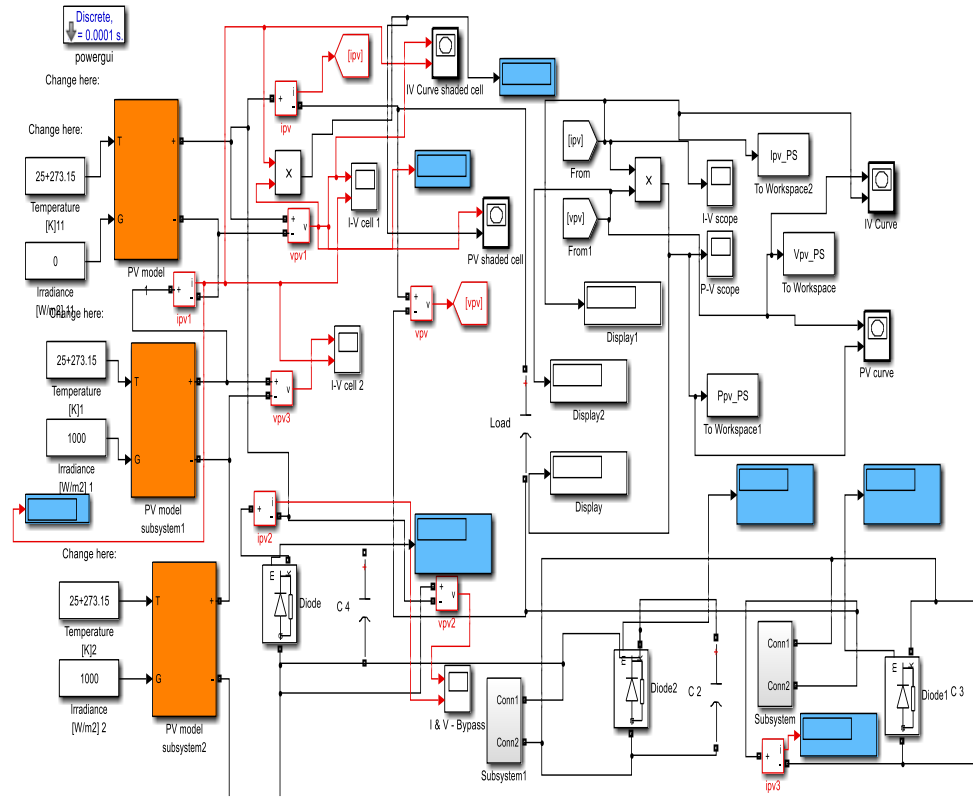 Discrete,
= 0.0001 s.
powergui
Change here:
Change here:
25+273.15
Temperature
[K]11
0
Irradiance
[W/m2] 11
T
G
+
-
PV model
1
Change here:
25+273.15
Temperature
[K]1
1000
Irradiance
[W/m2] 1
T
G
+
-
PV model
subsystem1
Change here:
25+273.15
Temperature
[K]2
1000
Irradiance
[W/m2] 2
T
G
+
-
PV model
subsystem2
+ i
-
ipv
[ipv]
IV Curve shaded cell
X
I-V cell 1
+ v
-
vpv1
PV shaded cell
+ i
-
ipv1
I-V cell 2
+ v
-
vpv3
+ v
-
vpv
[vpv]
+ i
-
ipv2
Diode
C 4
+
+ v
-
vpv2
I & V - Bypass
Load
+
[ipv]
From
[vpv]
From1
X
I-V scope
P-V scope
Ipv_PS
To Workspace2
Vpv_PS
To Workspace
IV Curve
PV curve
Display1
Display2
Display
Ppv_PS
To Workspace1
Conn1
Conn2
Subsystem1
Diode2
C 2
+
Conn1
Conn2
Subsystem
+ i
-
ipv3
Diode1
C 3